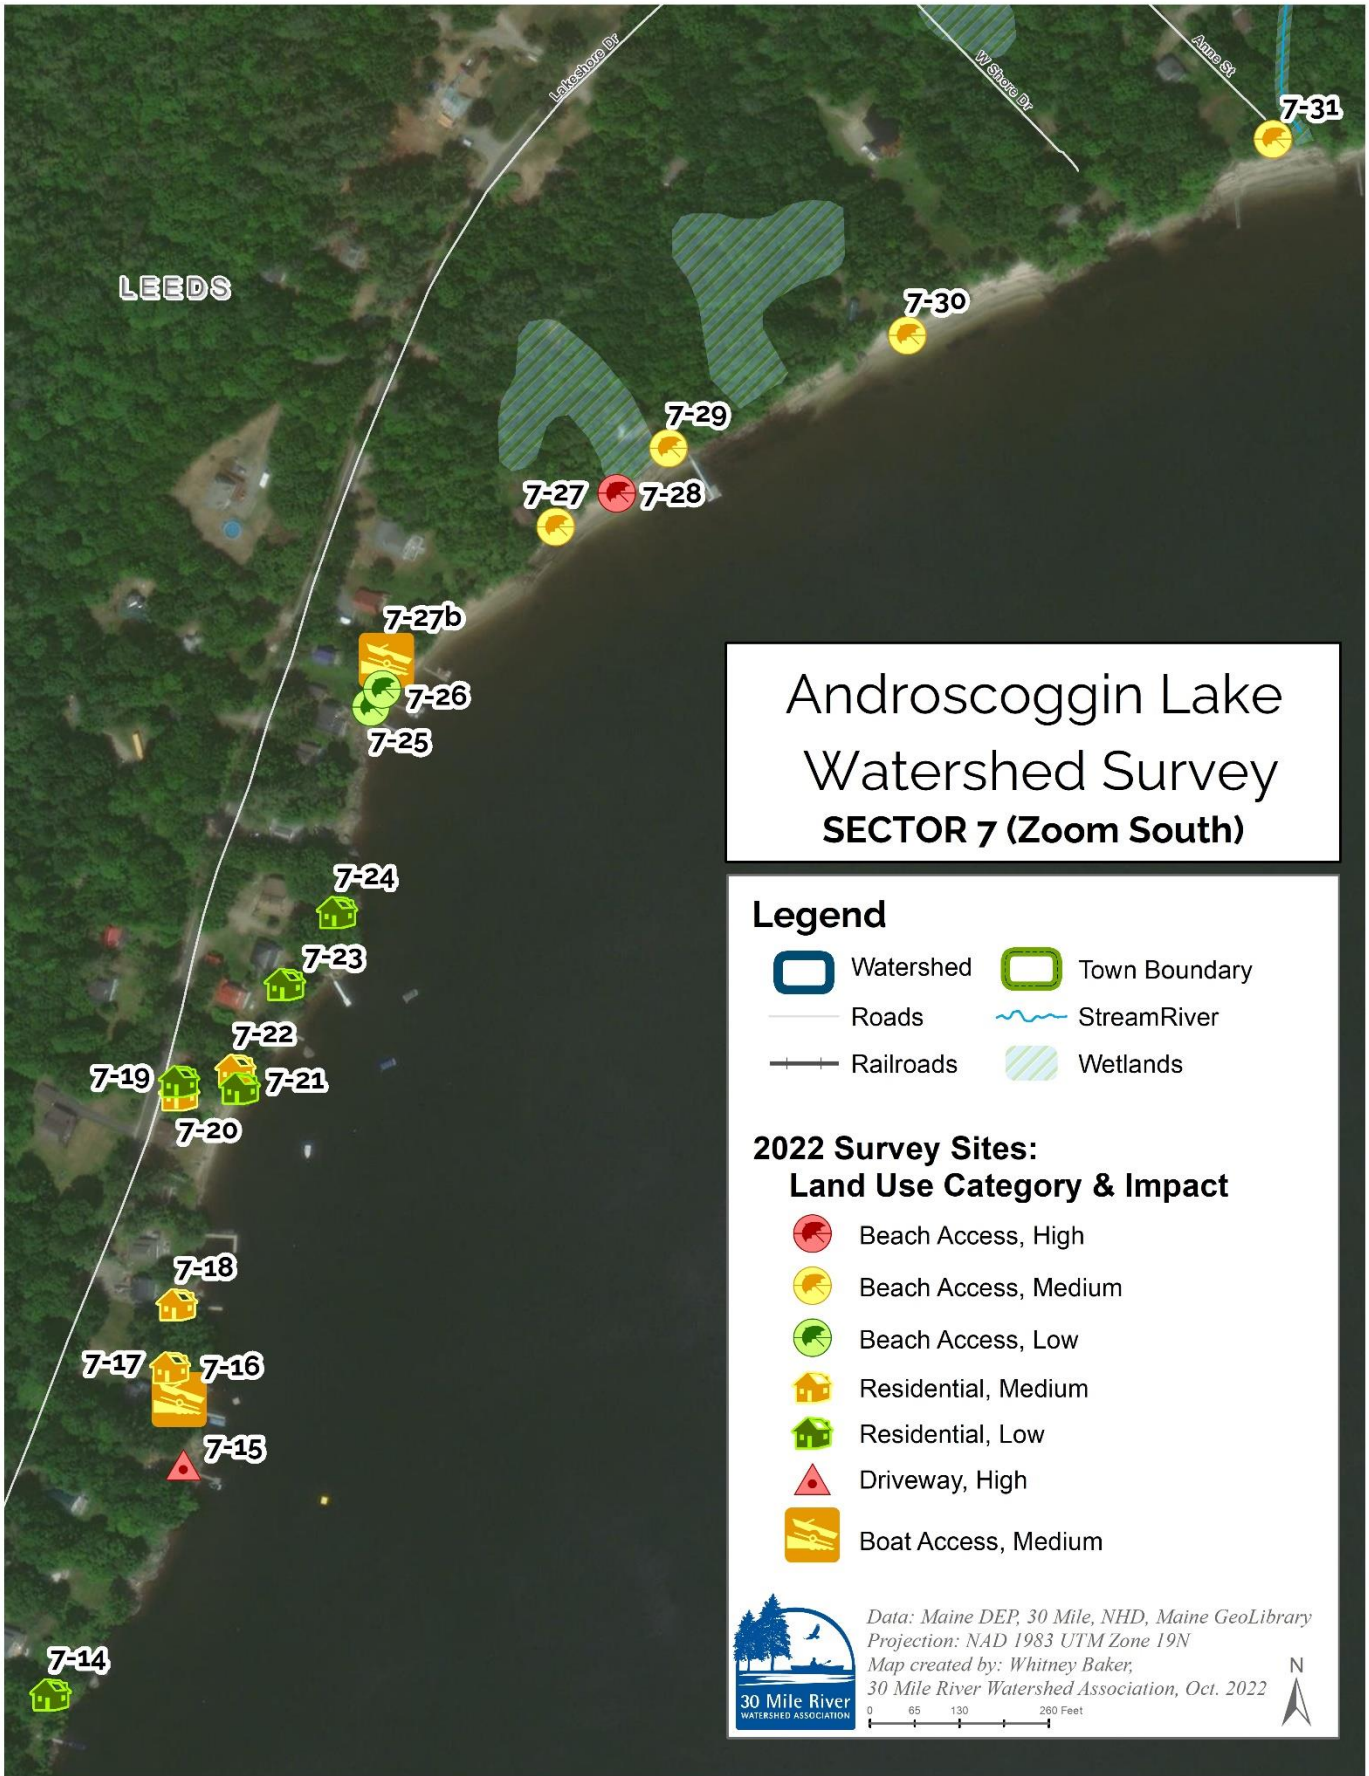 Lakeshore Dr
W Shore Dr
Anne St
7-31
LEEDS
7-30
7-29
7-27
7-28
7-27b
7-26
7-25
7-24
7-23
7-22
7-19
7-21
7-20
7-18
7-17
7-16
7-15
7-14
Androscoggin Lake
Watershed Survey
SECTOR 7 (Zoom South)
Legend
Watershed
Town Boundary
Roads
StreamRiver
Railroads
Wetlands
2022 Survey Sites:
Land Use Category & Impact
Beach Access, High
Beach Access, Medium
Beach Access, Low
Residential, Medium
Residential, Low
Driveway, High
Boat Access, Medium
30 Mile River
WATERSHED ASSOCIATION
Data: Maine DEP, 30 Mile, NHD, Maine GeoLibrary
Projection: NAD 1983 UTM Zone 19N
Map created by: Whitney Baker,
30 Mile River Watershed Association, Oct. 2022
0 65 130 260 Feet
N